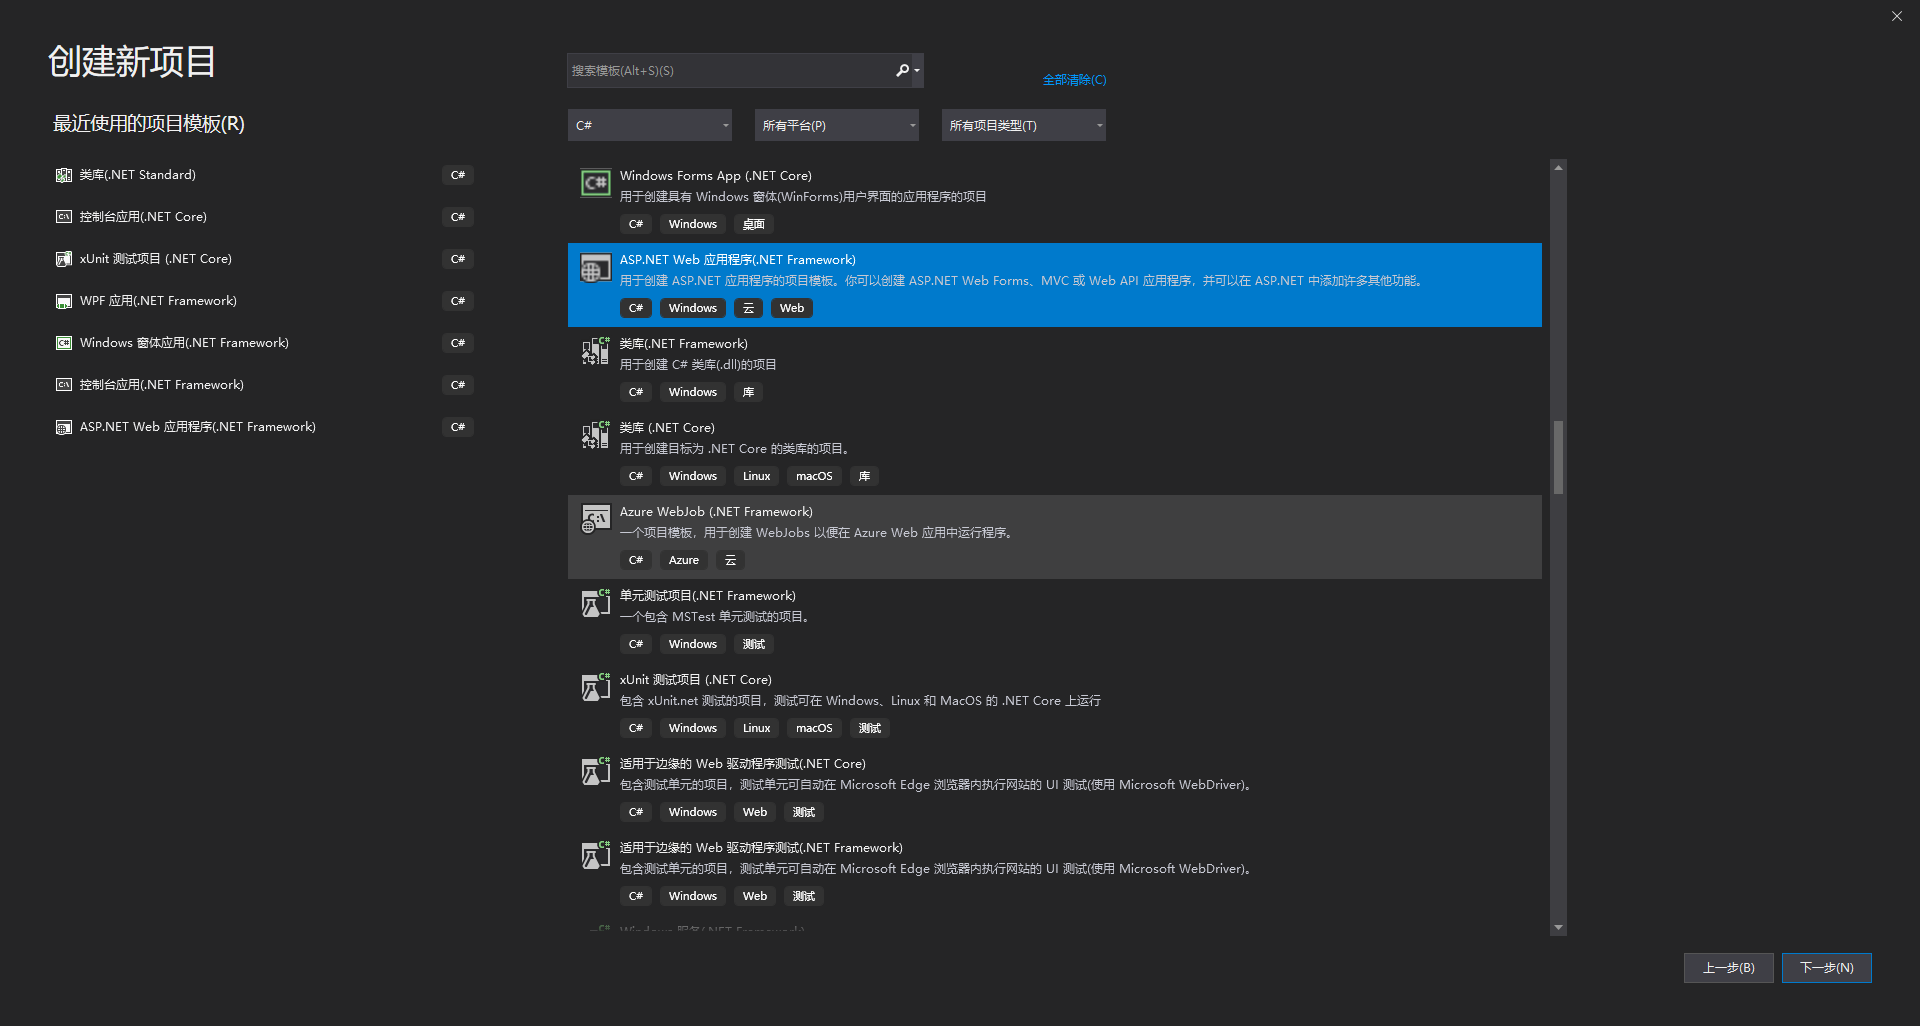 创建新项目
最近使用的项目模板(R)
类库(.NET Standard) C#
控制台应用(.NET Core) C#
xUnit 测试项目 (.NET Core) C#
WPF 应用(.NET Framework) C#
Windows 窗体应用(.NET Framework) C#
控制台应用(.NET Framework) C#
ASP.NET Web 应用程序(.NET Framework) C#
搜索模板(Alt+S)(S)
全部清除(C)
C# 所有平台(P) 所有项目类型(T)
Windows Forms App (.NET Core)
用于创建具有 Windows 窗体(WinForms)用户界面的应用程序的项目
C# Windows 桌面
ASP.NET Web 应用程序(.NET Framework)
用于创建 ASP.NET 应用程序的项目模板。你可以创建 ASP.NET Web Forms、MVC 或 Web API 应用程序，并可以在 ASP.NET 中添加许多其他功能。
C# Windows 云 Web
类库(.NET Framework)
用于创建 C# 类库(.dll)的项目
C# Windows 库
类库 (.NET Core)
用于创建目标为 .NET Core 的类库的项目。
C# Windows Linux macOS 库
Azure WebJob (.NET Framework)
一个项目模板，用于创建 WebJobs 以便在 Azure Web 应用中运行程序。
C# Azure 云
单元测试项目(.NET Framework)
一个包含 MSTest 单元测试的项目。
C# Windows 测试
xUnit 测试项目 (.NET Core)
包含 xUnit.net 测试的项目，测试可在 Windows、Linux 和 MacOS 的 .NET Core 上运行
C# Windows Linux macOS 测试
适用于边缘的 Web 驱动程序测试(.NET Core)
包含测试单元的项目，测试单元可自动在 Microsoft Edge 浏览器内执行网站的 UI 测试(使用 Microsoft WebDriver)。
C# Windows Web 测试
适用于边缘的 Web 驱动程序测试(.NET Framework)
包含测试单元的项目，测试单元可自动在 Microsoft Edge 浏览器内执行网站的 UI 测试(使用 Microsoft WebDriver)。
C# Windows Web 测试
Windows 服务(.NET Framework)
上一步(B) 下一步(N)